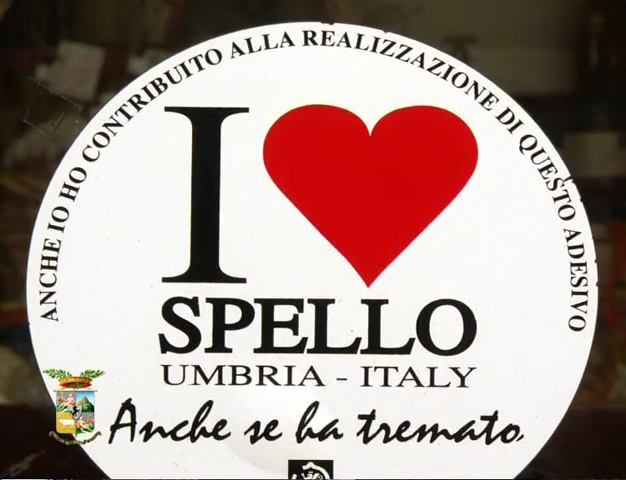 ANCHE IO HO CONTRIBUITO ALLA REALIZZAZIONE DI QUESTO ADESIVO
I
SPELLO
UMBRIA - ITALY
Anche se ha tremato